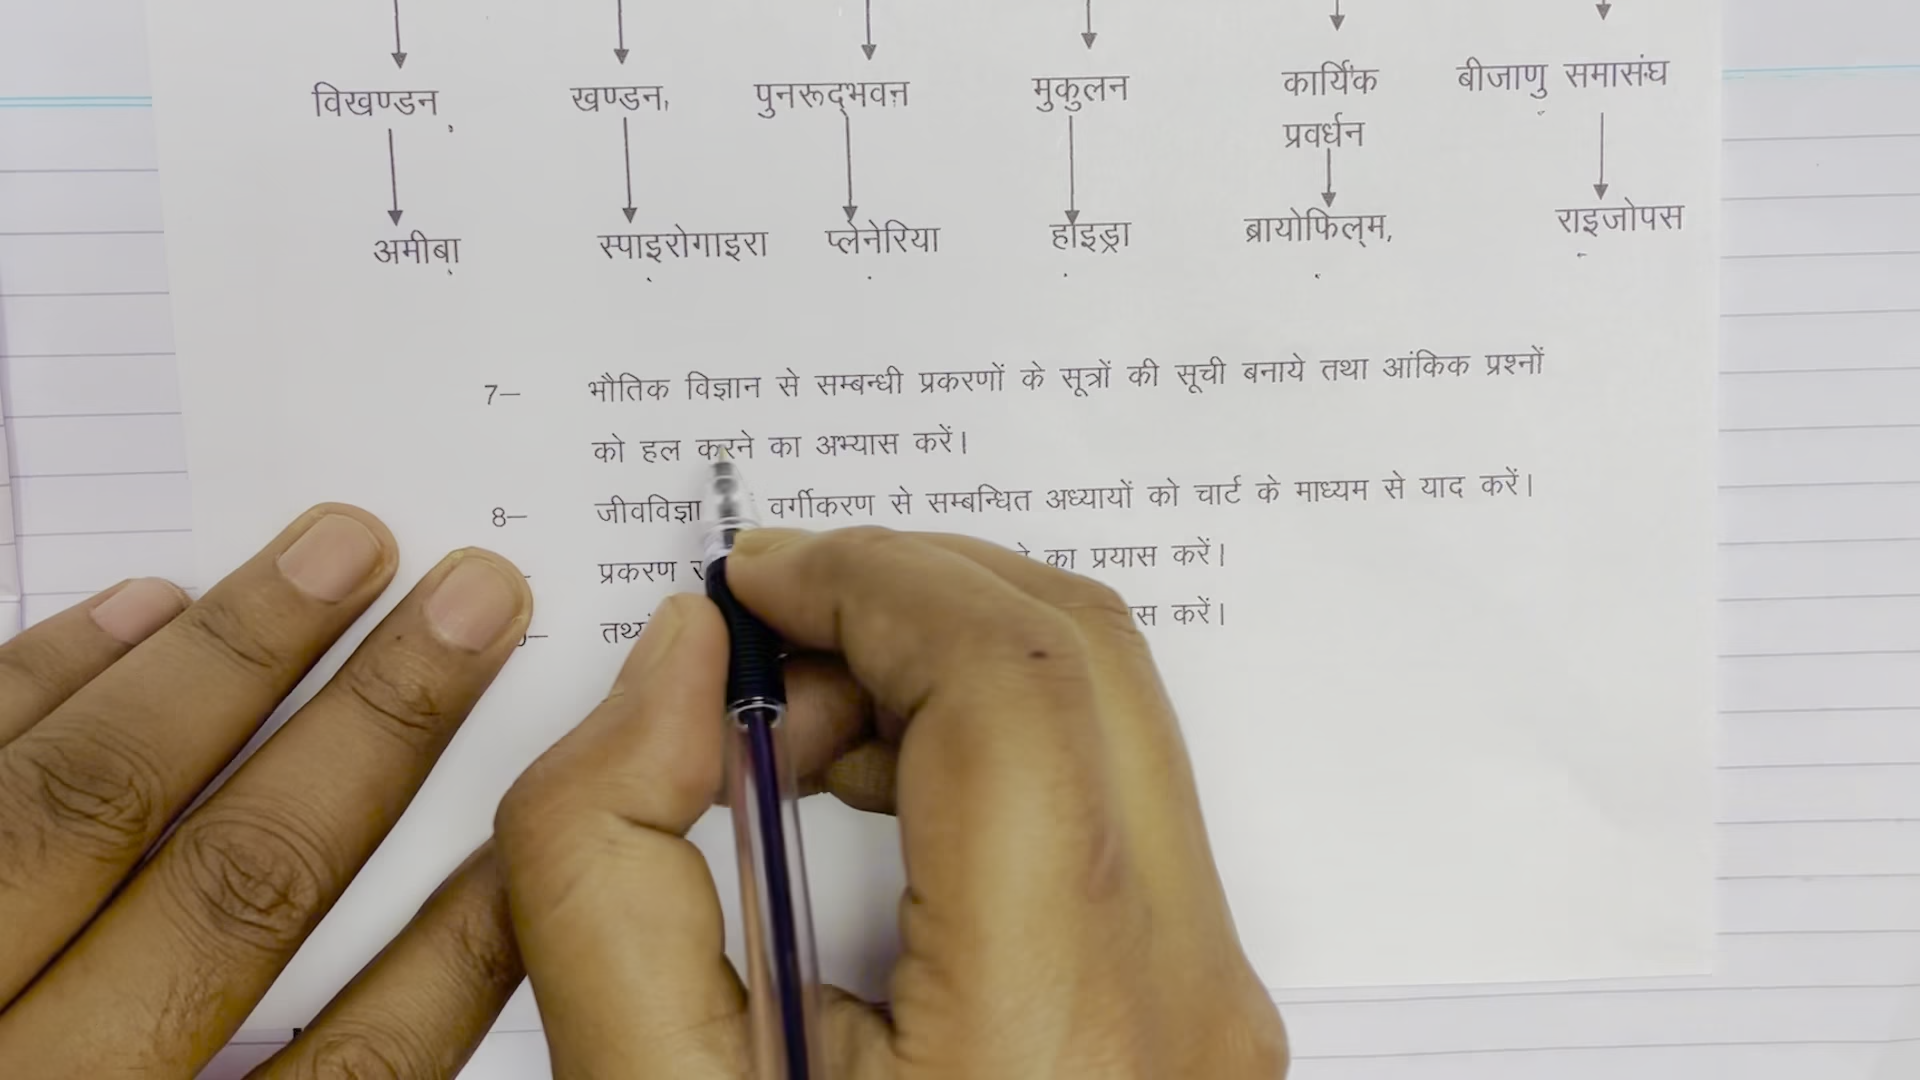 विखण्डन, खण्डन, पुनरूद्भवन मुकुलन कार्यिक प्रवर्धन बीजाणु समासंघ
अमीबा स्पाइरोगाइरा प्लेनेरिया हाइड्रा ब्रायोफिल्म, राइजोपस
7– भौतिक विज्ञान से सम्बन्धी प्रकरणों के सूत्रों की सूची बनाये तथा आंकिक प्रश्नों
को हल करने का अभ्यास करें।
8– वर्गीकरण से सम्बन्धित अध्यायों को चार्ट के माध्यम से याद करें।
प्रकरण का प्रयास करें।
करें।